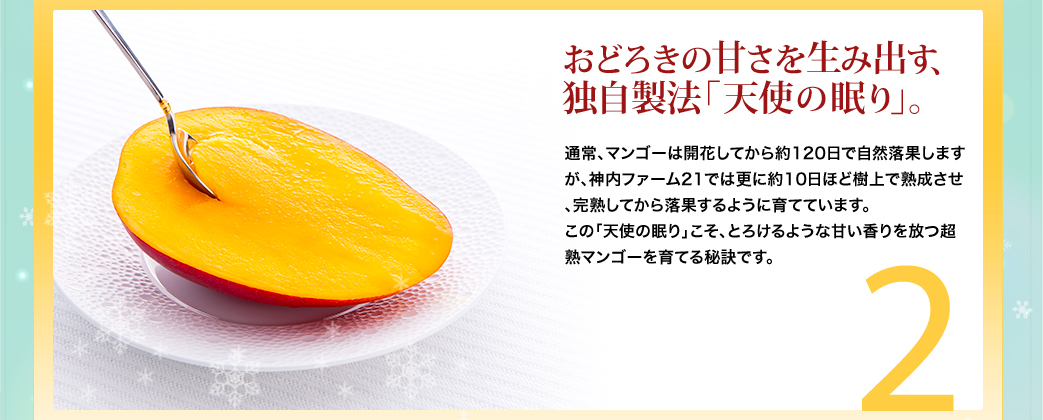 おどろきの甘さを生み出す、
独自製法「天使の眠り」。
通常、マンゴーは開花してから約120日で自然落果します
が、神内ファーム21では更に約10日ほど樹上で熟成させ
、完熟してから落果するように育てています。
この「天使の眠り」こそ、とろけるような甘い香りを放つ超
熟マンゴーを育てる秘訣です。
2